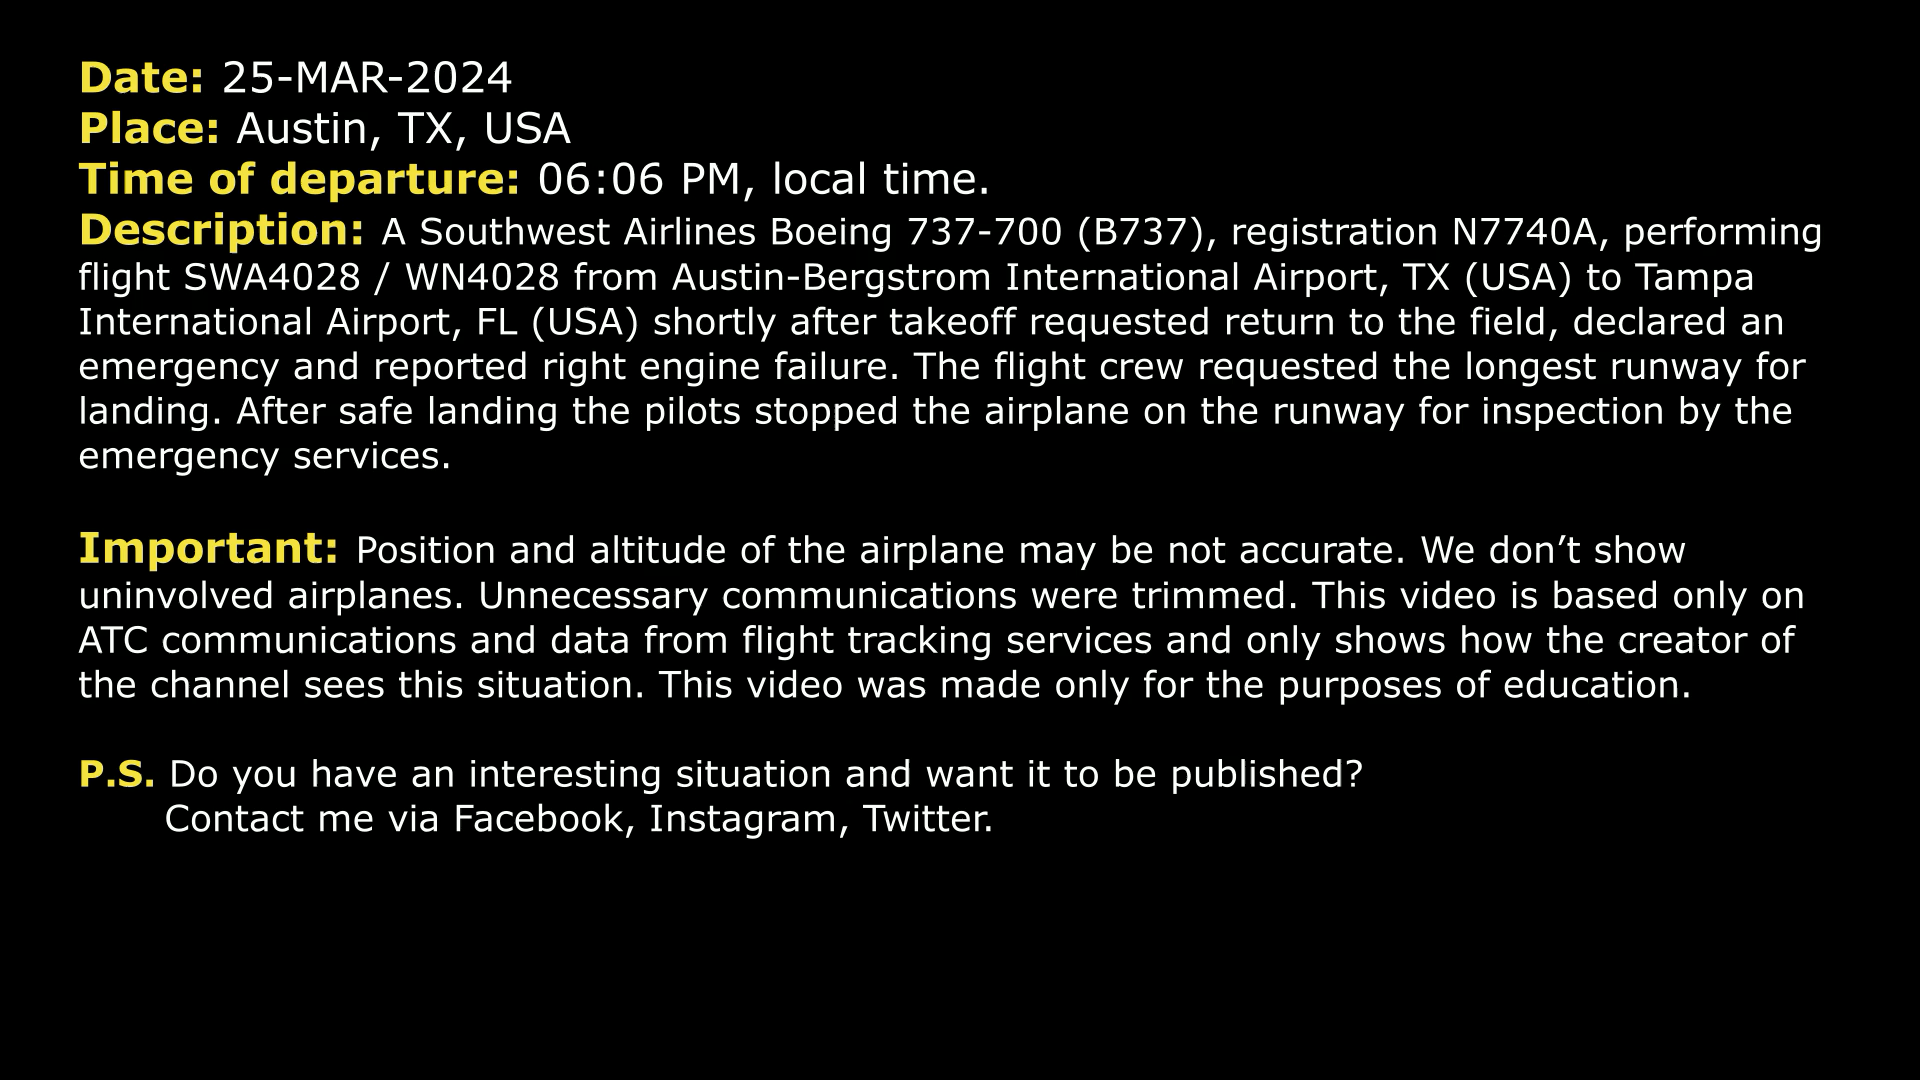 Date: 25-MAR-2024
Place: Austin, TX, USA
Time of departure: 06:06 PM, local time.
Description: A Southwest Airlines Boeing 737-700 (B737), registration N7740A, performing
flight SWA4028 / WN4028 from Austin-Bergstrom International Airport, TX (USA) to Tampa
International Airport, FL (USA) shortly after takeoff requested return to the field, declared an
emergency and reported right engine failure. The flight crew requested the longest runway for
landing. After safe landing the pilots stopped the airplane on the runway for inspection by the
emergency services.
Important: Position and altitude of the airplane may be not accurate. We don’t show
uninvolved airplanes. Unnecessary communications were trimmed. This video is based only on
ATC communications and data from flight tracking services and only shows how the creator of
the channel sees this situation. This video was made only for the purposes of education.
P.S. Do you have an interesting situation and want it to be published?
Contact me via Facebook, Instagram, Twitter.